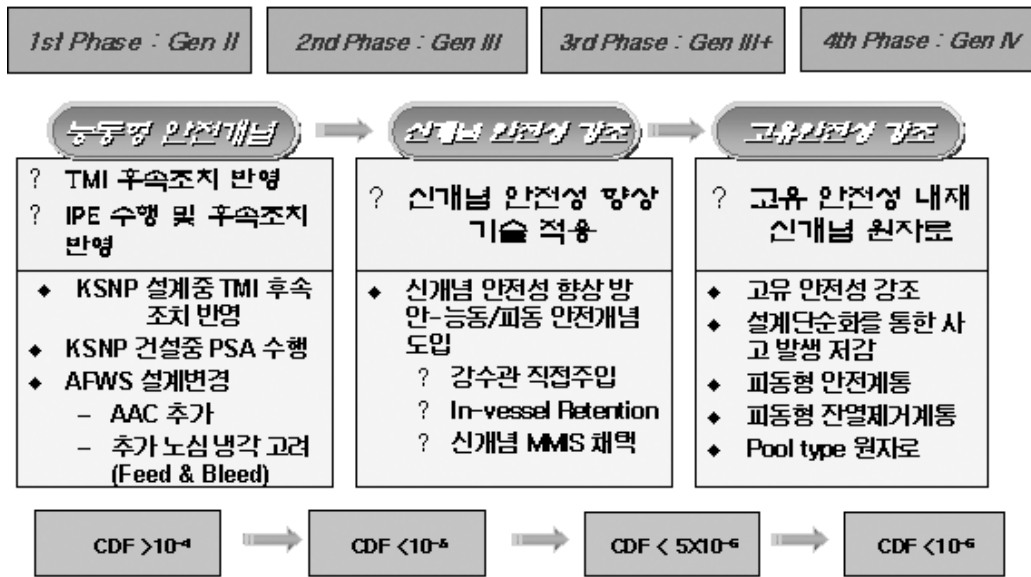 1st Phase : Gen II
2nd Phase : Gen III
3rd Phase : Gen III+
4th Phase : Gen IV
능동형 안전개념
신개념 안전성 강조
고유안전성 강조
? TMI 후속조치 반영
? IPE 수행 및 후속조치
반영
◆ KSNP 설계중 TMI 후속
조치 반영
◆ KSNP 건설중 PSA 수행
◆ AFWS 설계변경
– AAC 추가
– 추가 노심 냉각 고려
(Feed & Bleed)
? 신개념 안전성 향상
기술 적용
◆ 신개념 안전성 향상 방
안-능동/피동 안전개념
도입
? 강수관 직접주입
? In-vessel Retention
? 신개념 MMIS 채택
? 고유 안전성 내재
신개념 원자로
◆ 고유 안전성 강조
◆ 설계단순화를 통한 사
고 발생 저감
◆ 피동형 안전계통
◆ 피동형 잔열제거계통
◆ Pool type 원자로
CDF >10-4
CDF <10-5
CDF < 5X10-6
CDF <10-6